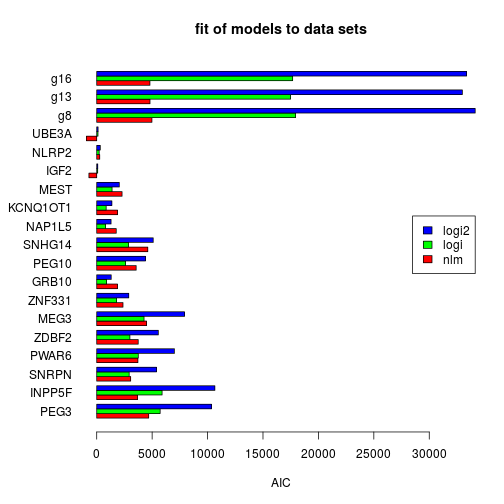 fit of models to data sets
g16
g13
g8
UBE3A
NLRP2
IGF2
MEST
KCNQ1OT1
NAP1L5
SNHG14
PEG10
GRB10
ZNF331
MEG3
ZDBF2
PWAR6
SNRPN
INPP5F
PEG3
logi2
logi
nlm
0 5000 10000 15000 20000 25000 30000
AIC